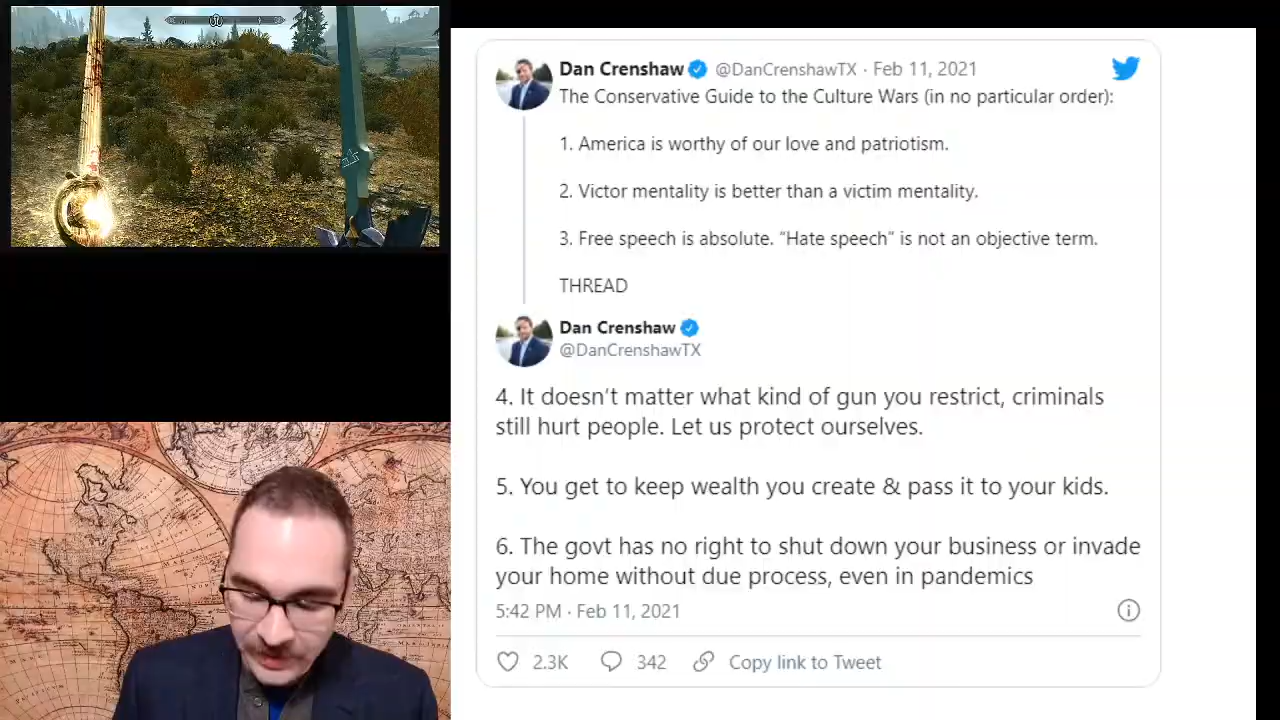 Dan Crenshaw @DanCrenshawTX · Feb 11, 2021
The Conservative Guide to the Culture Wars (in no particular order):
1. America is worthy of our love and patriotism.
2. Victor mentality is better than a victim mentality.
3. Free speech is absolute. “Hate speech” is not an objective term.
THREAD
Dan Crenshaw
@DanCrenshawTX
4. It doesn’t matter what kind of gun you restrict, criminals
still hurt people. Let us protect ourselves.
5. You get to keep wealth you create & pass it to your kids.
6. The govt has no right to shut down your business or invade
your home without due process, even in pandemics
5:42 PM · Feb 11, 2021
2.3K 342 Copy link to Tweet